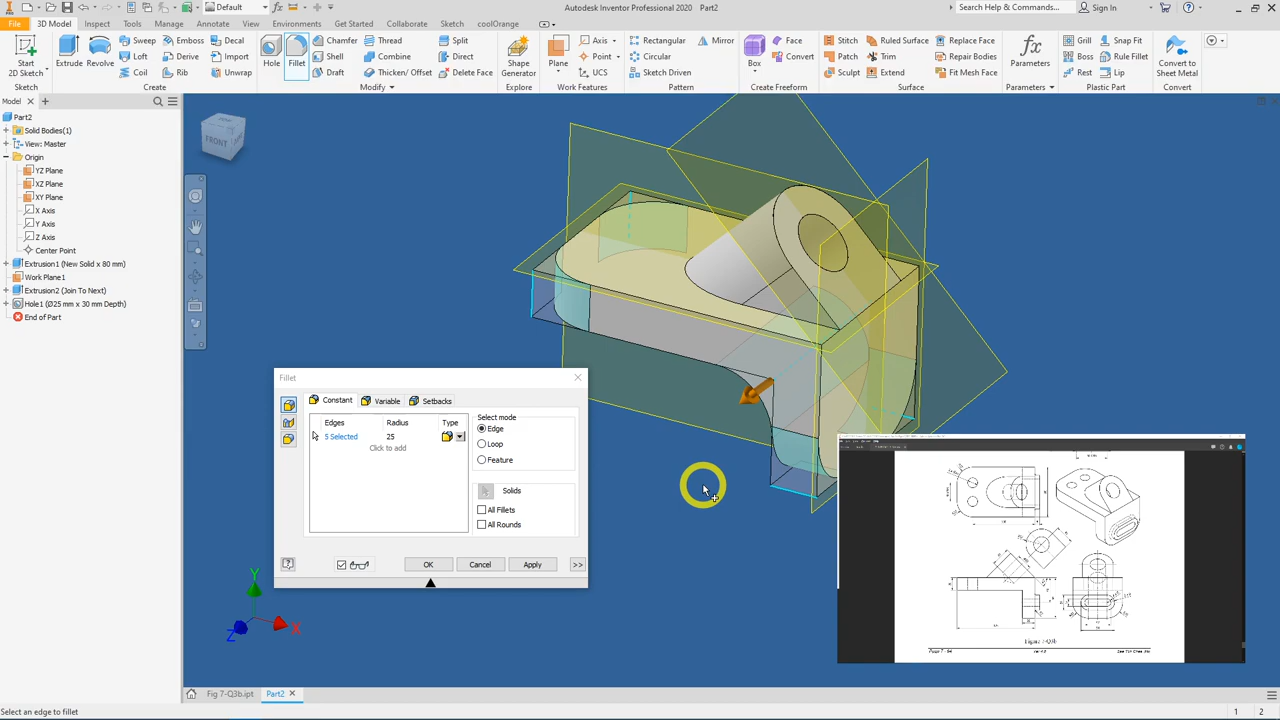 Default
Autodesk Inventor Professional 2020 Part2
Search Help & Commands...
Sign In
File
3D Model
Sketch
Inspect
Tools
Manage
View
Environments
Get Started
Collaborate
Sketch
coolOrange
Annotate
Start
2D Sketch
Extrude
Revolve
Sweep
Loft
Coil
Emboss
Derive
Rib
Decal
Import
Unwrap
Hole
Fillet
Chamfer
Shell
Draft
Thread
Combine
Thicken/ Offset
Split
Direct
Delete Face
Shape
Generator
Plane
Axis
Point
UCS
Rectangular
Circular
Sketch Driven
Mirror
Box
Face
Convert
Stitch
Patch
Sculpt
Ruled Surface
Trim
Extend
Replace Face
Repair Bodies
Fit Mesh Face
fx
Parameters
Grill
Boss
Rest
Snap Fit
Rule Fillet
Lip
Convert to
Sheet Metal
Sketch
Create
Modify
Explore
Work Features
Pattern
Create Freeform
Surface
Parameters
Plastic Part
Convert
Model
Part2
Solid Bodies(1)
View: Master
Origin
YZ Plane
XZ Plane
XY Plane
X Axis
Y Axis
Z Axis
Center Point
Extrusion1 (New Solid x 80 mm)
Work Plane1
Extrusion2 (Join To Next)
Hole1 (Ø25 mm x 30 mm Depth)
End of Part
FRONT
Fillet
Constant
Variable
Setbacks
Edges
Radius
Type
5 Selected
25
Click to add
Select mode
Edge
Loop
Feature
Solids
All Fillets
All Rounds
OK
Cancel
Apply
>>
Y
X
Z
Figure 7-Q3b
Fig 7-Q3b.ipt
Part2
Select an edge to fillet
1
2